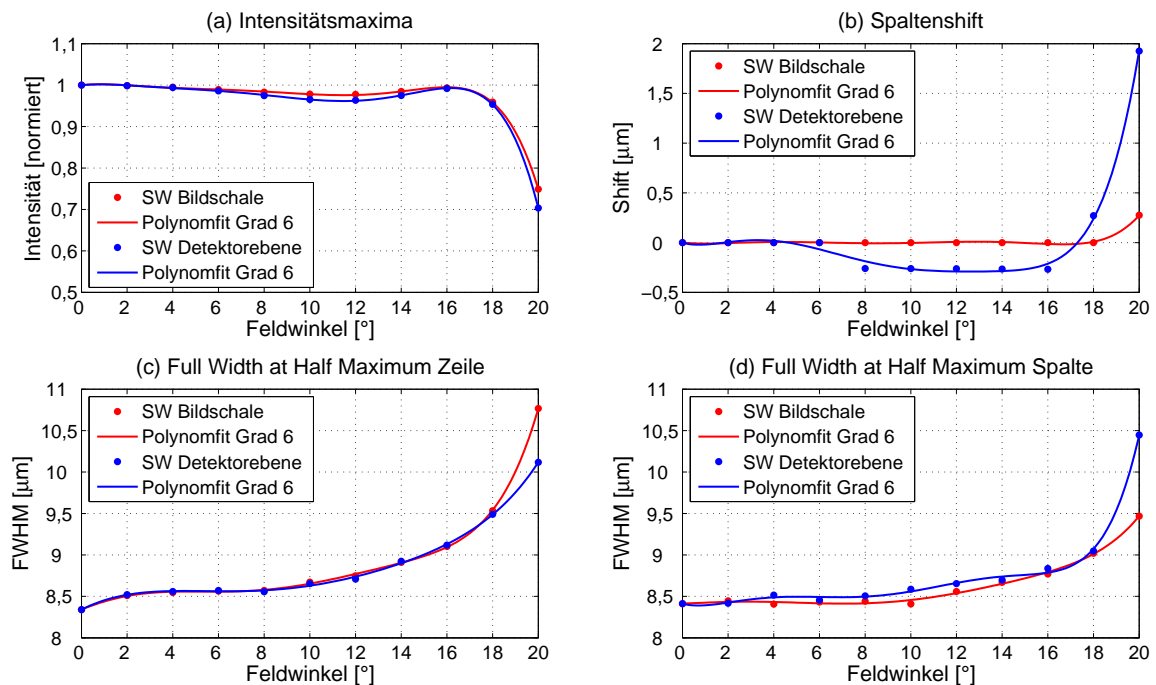 (a) Intensitätsmaxima
1,1
1
0,9
0,8
0,7
0,6
0,5
Intensität [normiert]
SW Bildschale
Polynomfit Grad 6
SW Detektorebene
Polynomfit Grad 6
0 2 4 6 8 10 12 14 16 18 20
Feldwinkel [°]
(b) Spaltenshift
2
1,5
1
0,5
0
−0,5
Shift [µm]
SW Bildschale
Polynomfit Grad 6
SW Detektorebene
Polynomfit Grad 6
0 2 4 6 8 10 12 14 16 18 20
Feldwinkel [°]
(c) Full Width at Half Maximum Zeile
11
10,5
10
9,5
9
8,5
8
FWHM [µm]
SW Bildschale
Polynomfit Grad 6
SW Detektorebene
Polynomfit Grad 6
0 2 4 6 8 10 12 14 16 18 20
Feldwinkel [°]
(d) Full Width at Half Maximum Spalte
11
10,5
10
9,5
9
8,5
8
FWHM [µm]
SW Bildschale
Polynomfit Grad 6
SW Detektorebene
Polynomfit Grad 6
0 2 4 6 8 10 12 14 16 18 20
Feldwinkel [°]